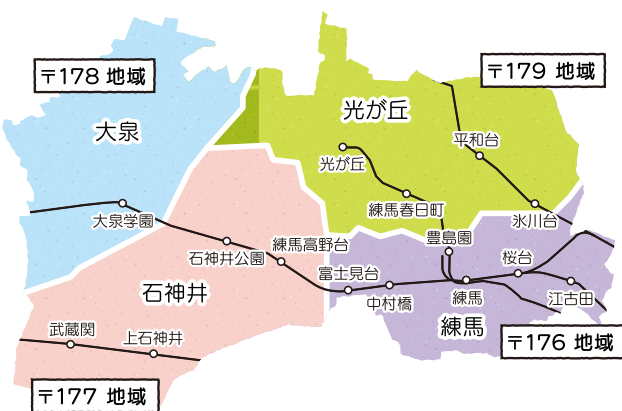 〒178 地域
〒179 地域
光が丘
大泉
平和台
光が丘
練馬春日町
大泉学園
氷川台
豊島園
練馬高野台
石神井公園
桜台
富士見台
石神井
中村橋
練馬
江古田
練馬
武蔵関
上石神井
〒176 地域
〒177 地域